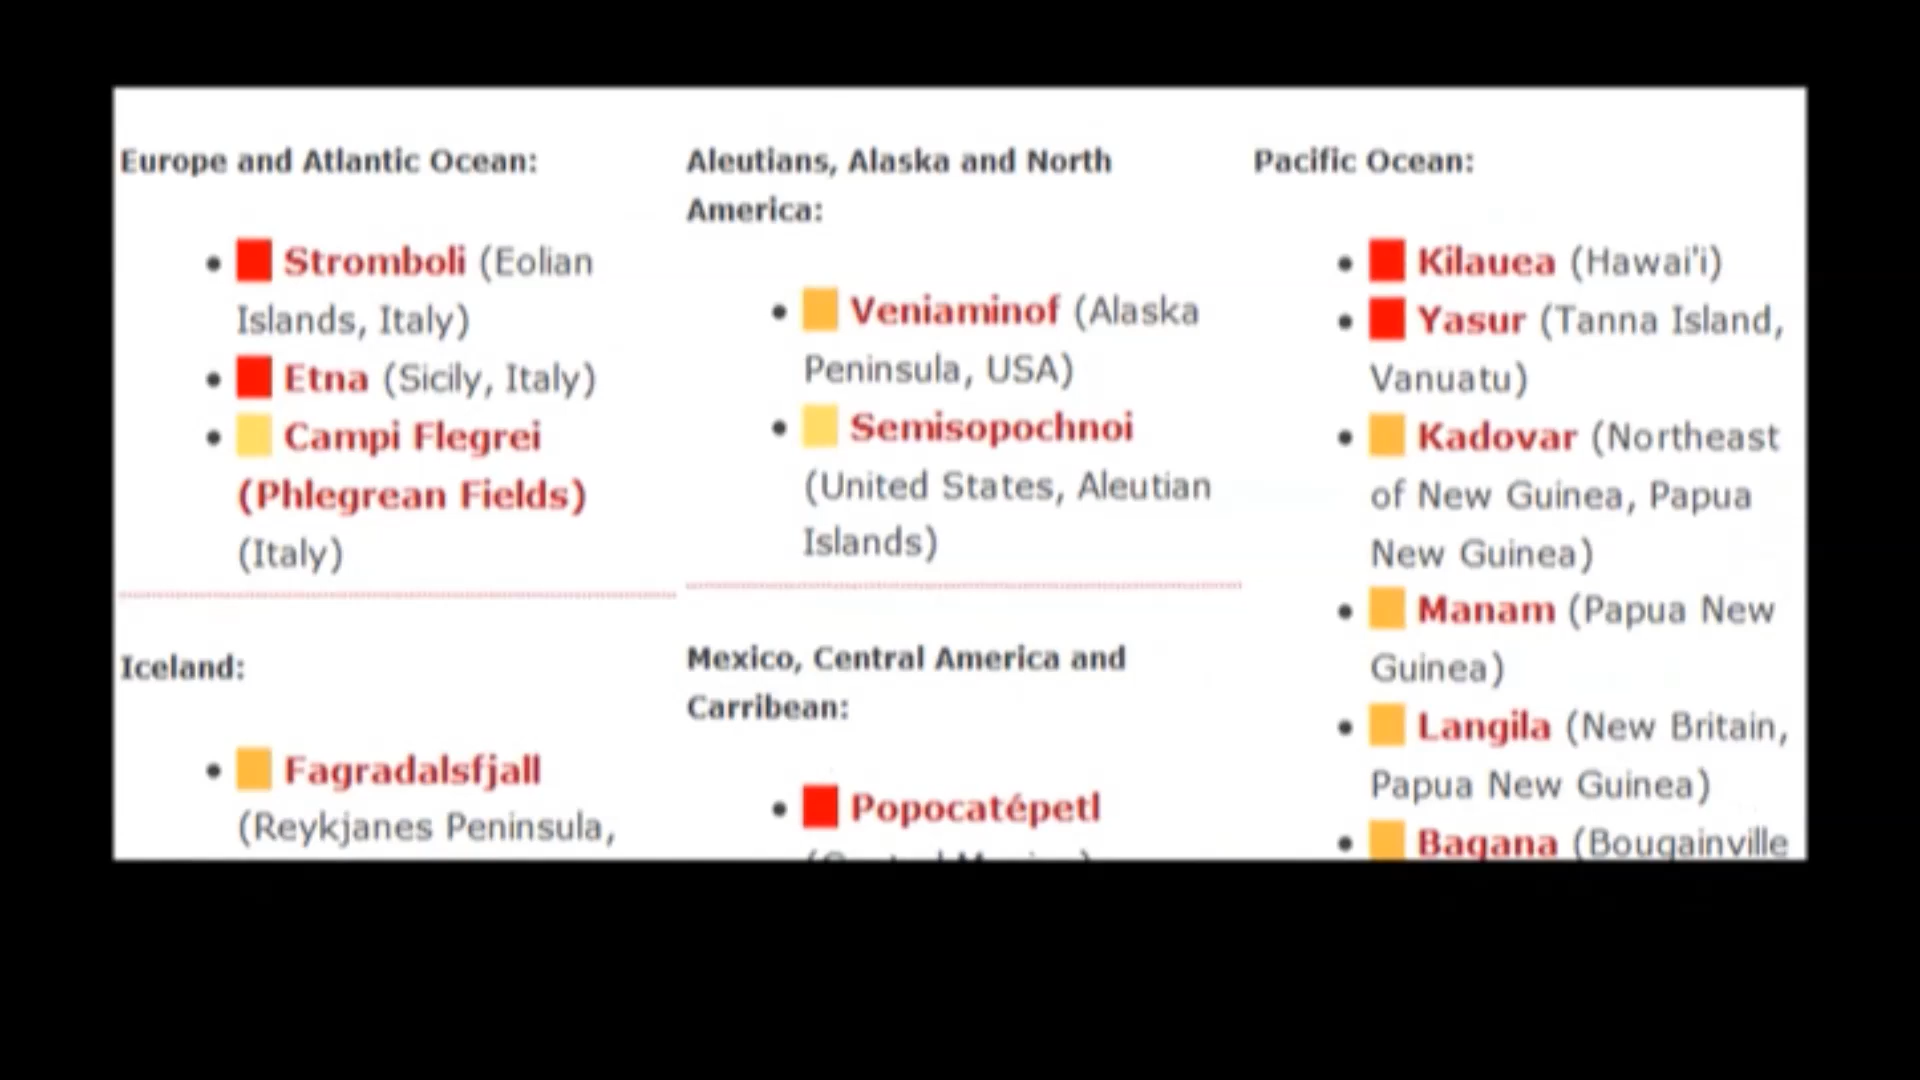 Europe and Atlantic Ocean:
Stromboli (Eolian
Islands, Italy)
Etna (Sicily, Italy)
Campi Flegrei
(Phlegrean Fields)
(Italy)
Iceland:
Fagradalsfjall
(Reykjanes Peninsula,
Aleutians, Alaska and North
America:
Veniaminof (Alaska
Peninsula, USA)
Semisopochnoi
(United States, Aleutian
Islands)
Mexico, Central America and
Carribean:
Popocatépetl
Pacific Ocean:
Kilauea (Hawai'i)
Yasur (Tanna Island,
Vanuatu)
Kadovar (Northeast
of New Guinea, Papua
New Guinea)
Manam (Papua New
Guinea)
Langila (New Britain,
Papua New Guinea)
Bagana (Bougainville